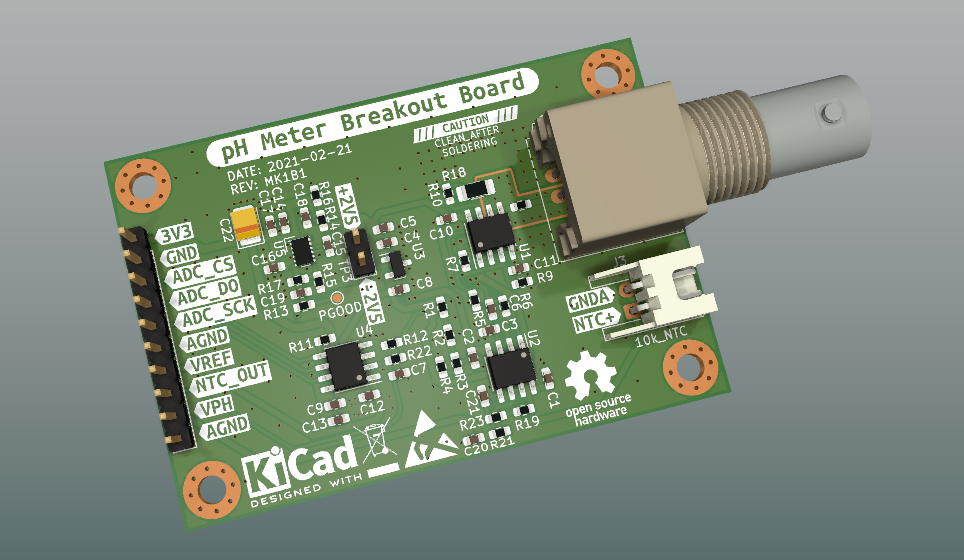 pH Meter Breakout Board
DATE: 2021-02-21
REV: MK1B1
//// CAUTION ////
CLEAN AFTER
SOLDERING
3V3
GND
ADC_CS
ADC_DO
ADC_SCK
AGND
VREF
NTC_OUT
VPH
AGND
C22
C18
R16
R14
C16
U5
R17
C19
R13
R15
TP3
+2V5
-2V5
PGOOD
C5
C4
U3
C8
R18
R10
C10
R7
U1
C11
R9
J3
GNDA
NTC+
10k_NTC
R11
U4
R12
R22
C7
C9
C12
C13
R1
R2
R5
C6
R6
C3
C2
R3
R4
U2
C21
C1
R23
R19
R21
C20
KiCad
DESIGNED WITH
open source
hardware